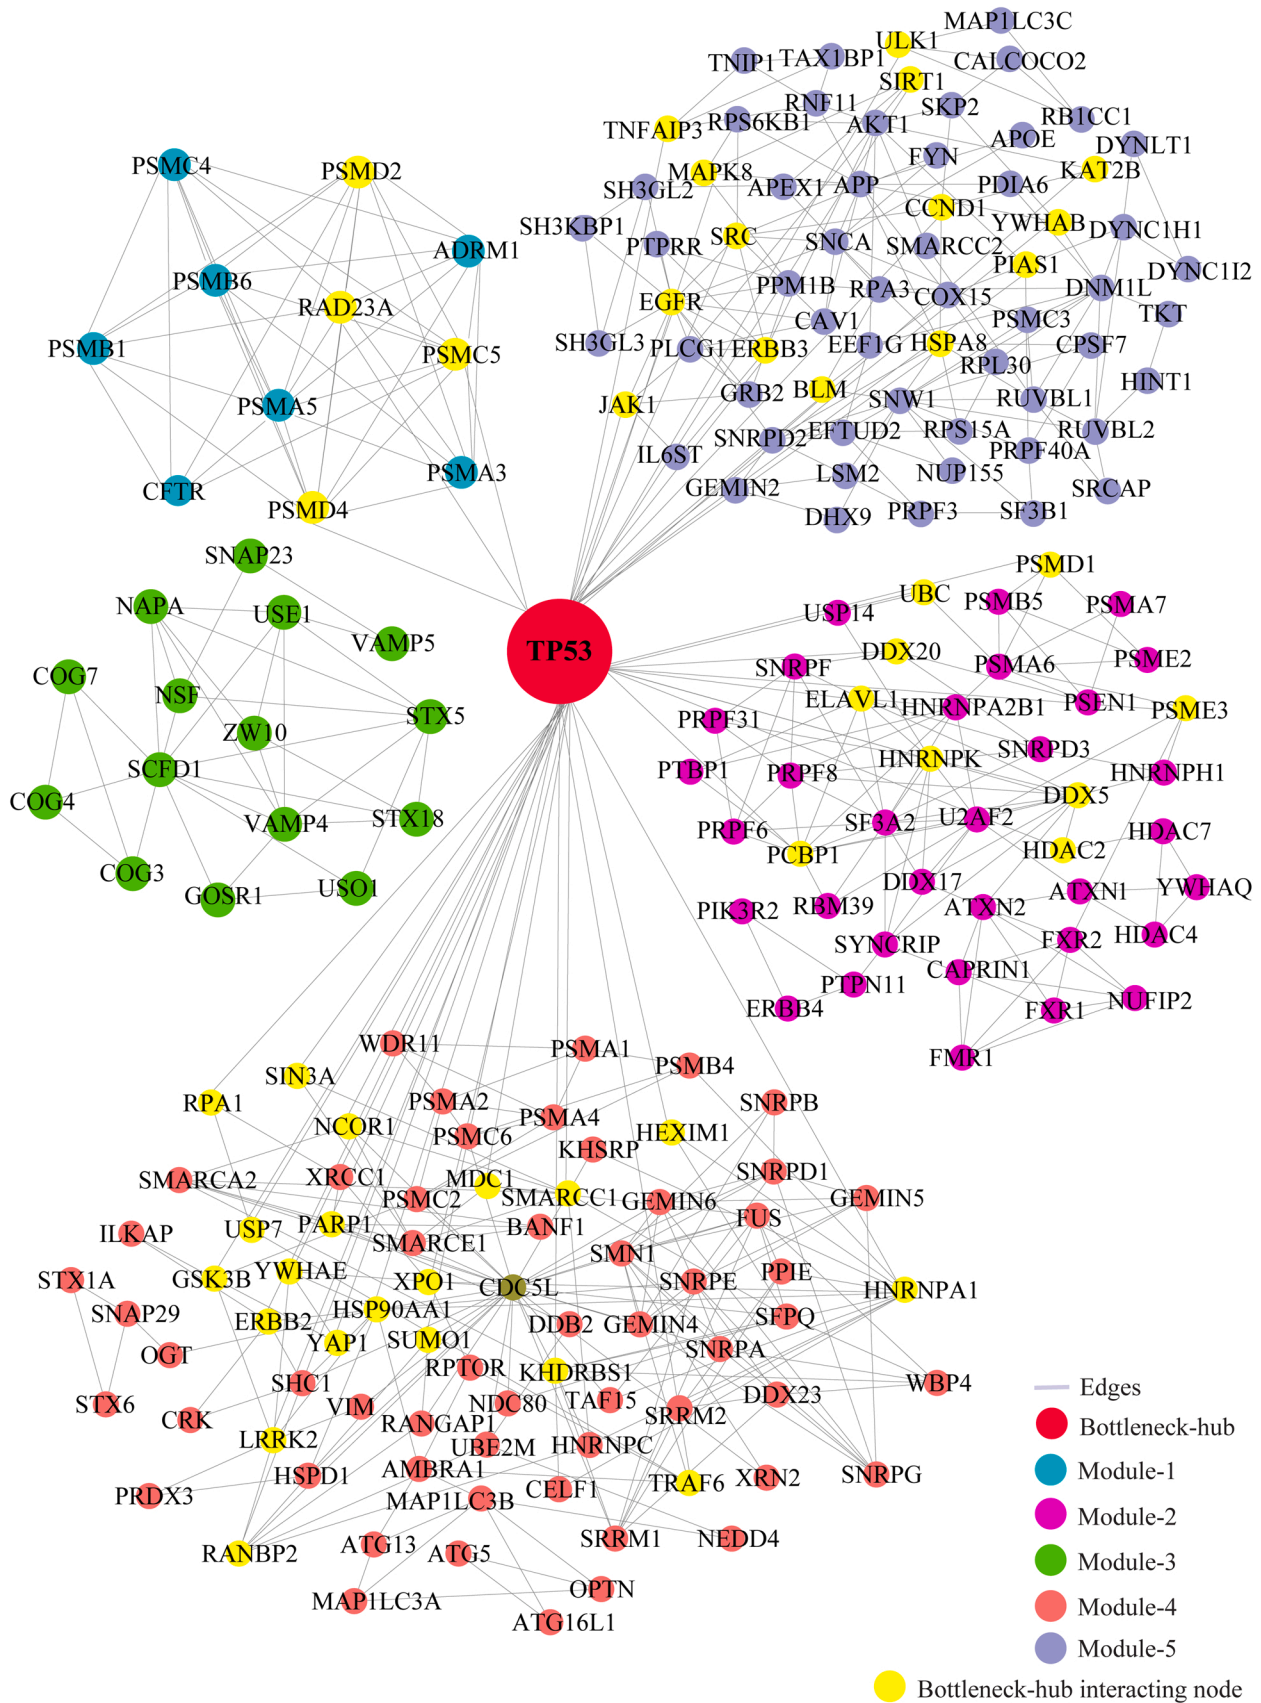 MAP1LC3C
ULK1
TNIP1 TAX1BP1
CALCOCO2
SIRT1
RNF11
SKP2
TNFAIP3
RPS6KB1
AKT1
RB1CC1
APOE
DYNLT1
FYN
PSMC4
PSMD2
MAPK8
KAT2B
SH3GL2
APEX1
APP
PDIA6
CCND1
SH3KBP1
YWHAB
DYNC1H1
PTPRR
SRC
SNCA
SMARCC2
ADRM1
PIAS1
DYNC1I2
PSMB6
PPM1B
RPA3
COX15
DNM1L
RAD23A
EGFR
TKT
CAV1
PSMC3
PSMB1
PSMC5
SH3GL3
PLCG1
ERBB3
EEF1G
HSPA8
CPSF7
RPL30
HINT1
PSMA5
JAK1
GRB2
BLM
SNW1
RUVBL1
SNRPD2
EFTUD2
RPS15A
RUVBL2
IL6ST
PRPF40A
CFTR
PSMA3
GEMIN2
LSM2
NUP155
SRCAP
PSMD4
DHX9
PRPF3
SF3B1
SNAP23
PSMD1
NAPA
USE1
UBC
PSMB5
PSMA7
USP14
VAMP5
TP53
DDX20
COG7
SNRPF
PSMA6
PSME2
NSF
ELAVL1
HNRNPA2B1
PSEN1
PSME3
STX5
PRPF31
ZW10
SNRPD3
HNRNPK
SCFD1
PTBP1
PRPF8
HNRNPH1
COG4
DDX5
VAMP4
STX18
PRPF6
SF3A2
U2AF2
HDAC7
PCBP1
HDAC2
COG3
DDX17
GOSR1
USO1
ATXN1
YWHAQ
PIK3R2
RBM39
ATXN2
SYNCRIP
FXR2
HDAC4
CAPRIN1
PTPN11
ERBB4
FXR1
NUFIP2
WDR11
PSMA1
FMR1
PSMB4
SIN3A
RPA1
PSMA2
SNRPB
NCOR1
PSMA4
PSMC6
HEXIM1
KHSRP
SMARCA2
XRCC1
MDC1
SNRPD1
PSMC2
SMARCC1
GEMIN6
GEMIN5
ILKAP
USP7
PARP1
BANF1
FUS
SMARCE1
SMN1
STX1A
GSK3B
YWHAE
XPO1
CDC5L
SNRPE
PPIE
HNRNPA1
SNAP29
ERBB2
HSP90AA1
DDB2
GEMIN4
SFPQ
OGT
YAP1
SUMO1
SNRPA
RPTOR
KHDRBS1
SHC1
WBP4
STX6
CRK
VIM
NDC80
TAF15
DDX23
RANGAP1
SRRM2
LRRK2
UBE2M
HNRNPC
HSPD1
AMBRA1
TRAF6
XRN2
SNRPG
PRDX3
MAP1LC3B
CELF1
RANBP2
ATG13
ATG5
SRRM1
NEDD4
MAP1LC3A
OPTN
ATG16L1
Edges
Bottleneck-hub
Module-1
Module-2
Module-3
Module-4
Module-5
Bottleneck-hub interacting node